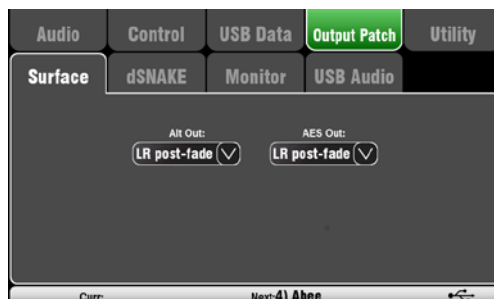 Audio Control USB Data Output Patch Utility
Surface dSNAKE Monitor USB Audio
Alt Out: AES Out:
LR post-fade LR post-fade
Curr: Next:4) Abee